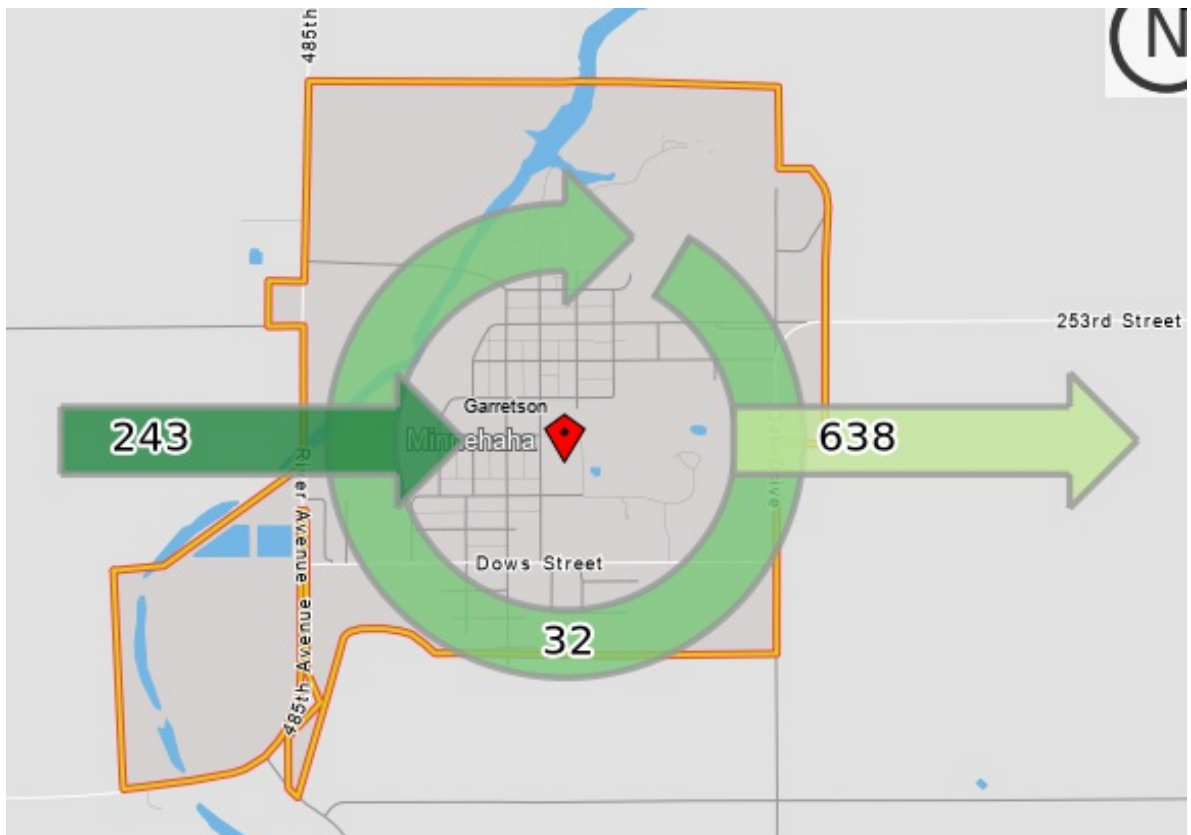 485th
N
253rd Street
Garretson
243
Minnehaha
638
River Avenue
Dows Street
32
485th Avenue